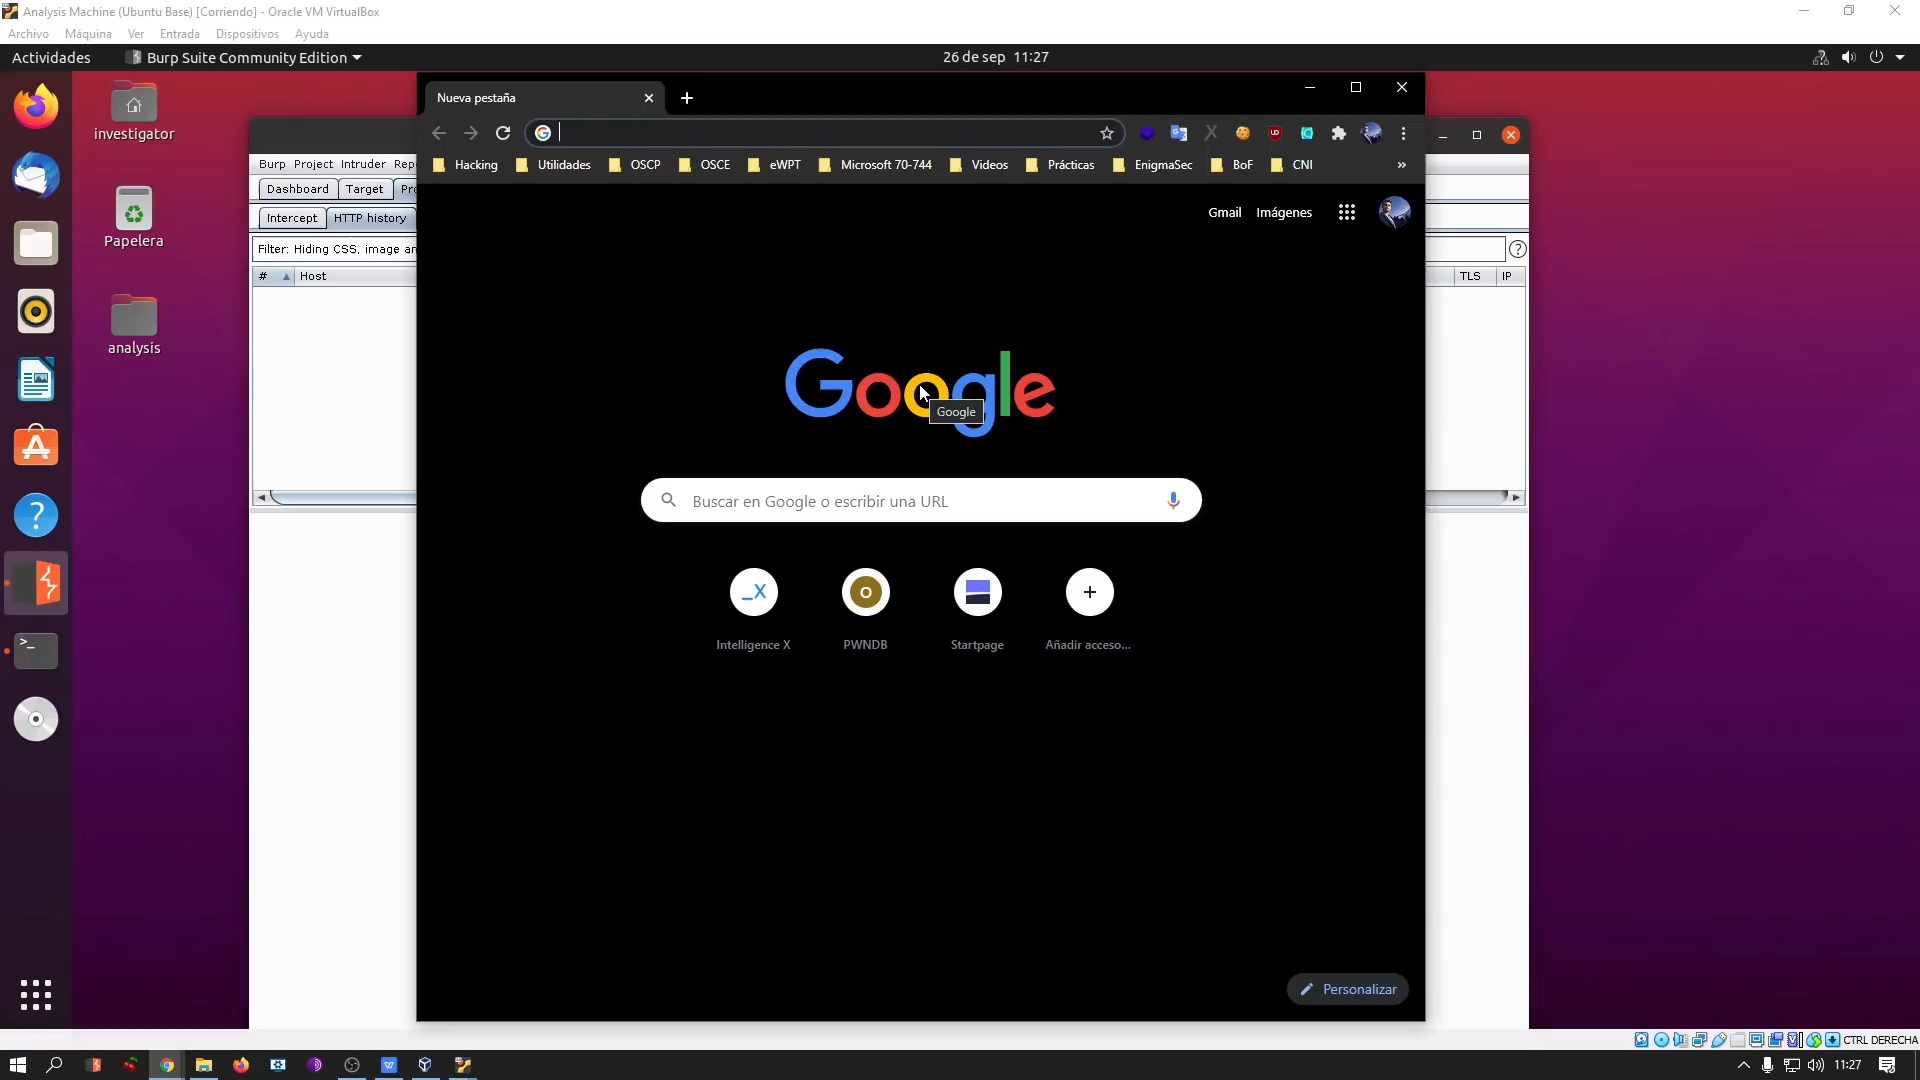 Analysis Machine (Ubuntu Base) [Corriendo] - Oracle VM VirtualBox
Archivo Máquina Ver Entrada Dispositivos Ayuda
Actividades Burp Suite Community Edition 26 de sep 11:27
Nueva pestaña
investigator
Burp Project Intruder
Hacking Utilidades OSCP OSCE eWPT Microsoft 70-744 Videos Prácticas EnigmaSec BoF CNI »
Dashboard Target
Intercept HTTP history
Gmail Imágenes
Papelera
Filter: Hiding CSS, image
# Host
TLS IP
analysis
Google
Google
Buscar en Google o escribir una URL
Intelligence X PWNDB Startpage Añadir acceso...
Personalizar
CTRL DERECHA
11:27